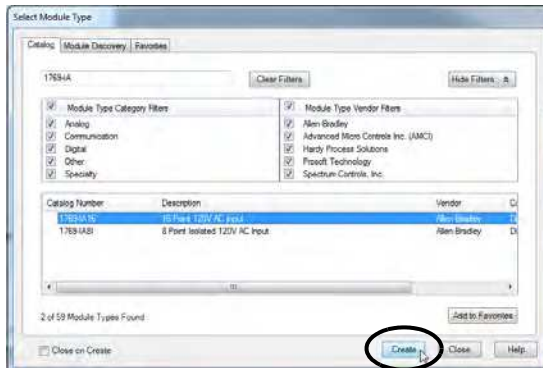 Select Module Type
Catalog Module Discovery Favorites
1769-IA Clear Filters Hide Filters
Module Type Category Filters Module Type Vendor Filters
Analog Allen-Bradley
Communication Advanced Micro Controls Inc. (AMCI)
Digital Hardy Process Solutions
Other Prosoft Technology
Specialty Spectrum Controls, Inc.
Catalog Number Description Vendor
1769-IA16 16 Point 120V AC Input Allen-Bradley
1769-IA8I 8 Point Isolated 120V AC Input Allen-Bradley
2 of 59 Module Types Found Add to Favorites
Close on Create Create Close Help